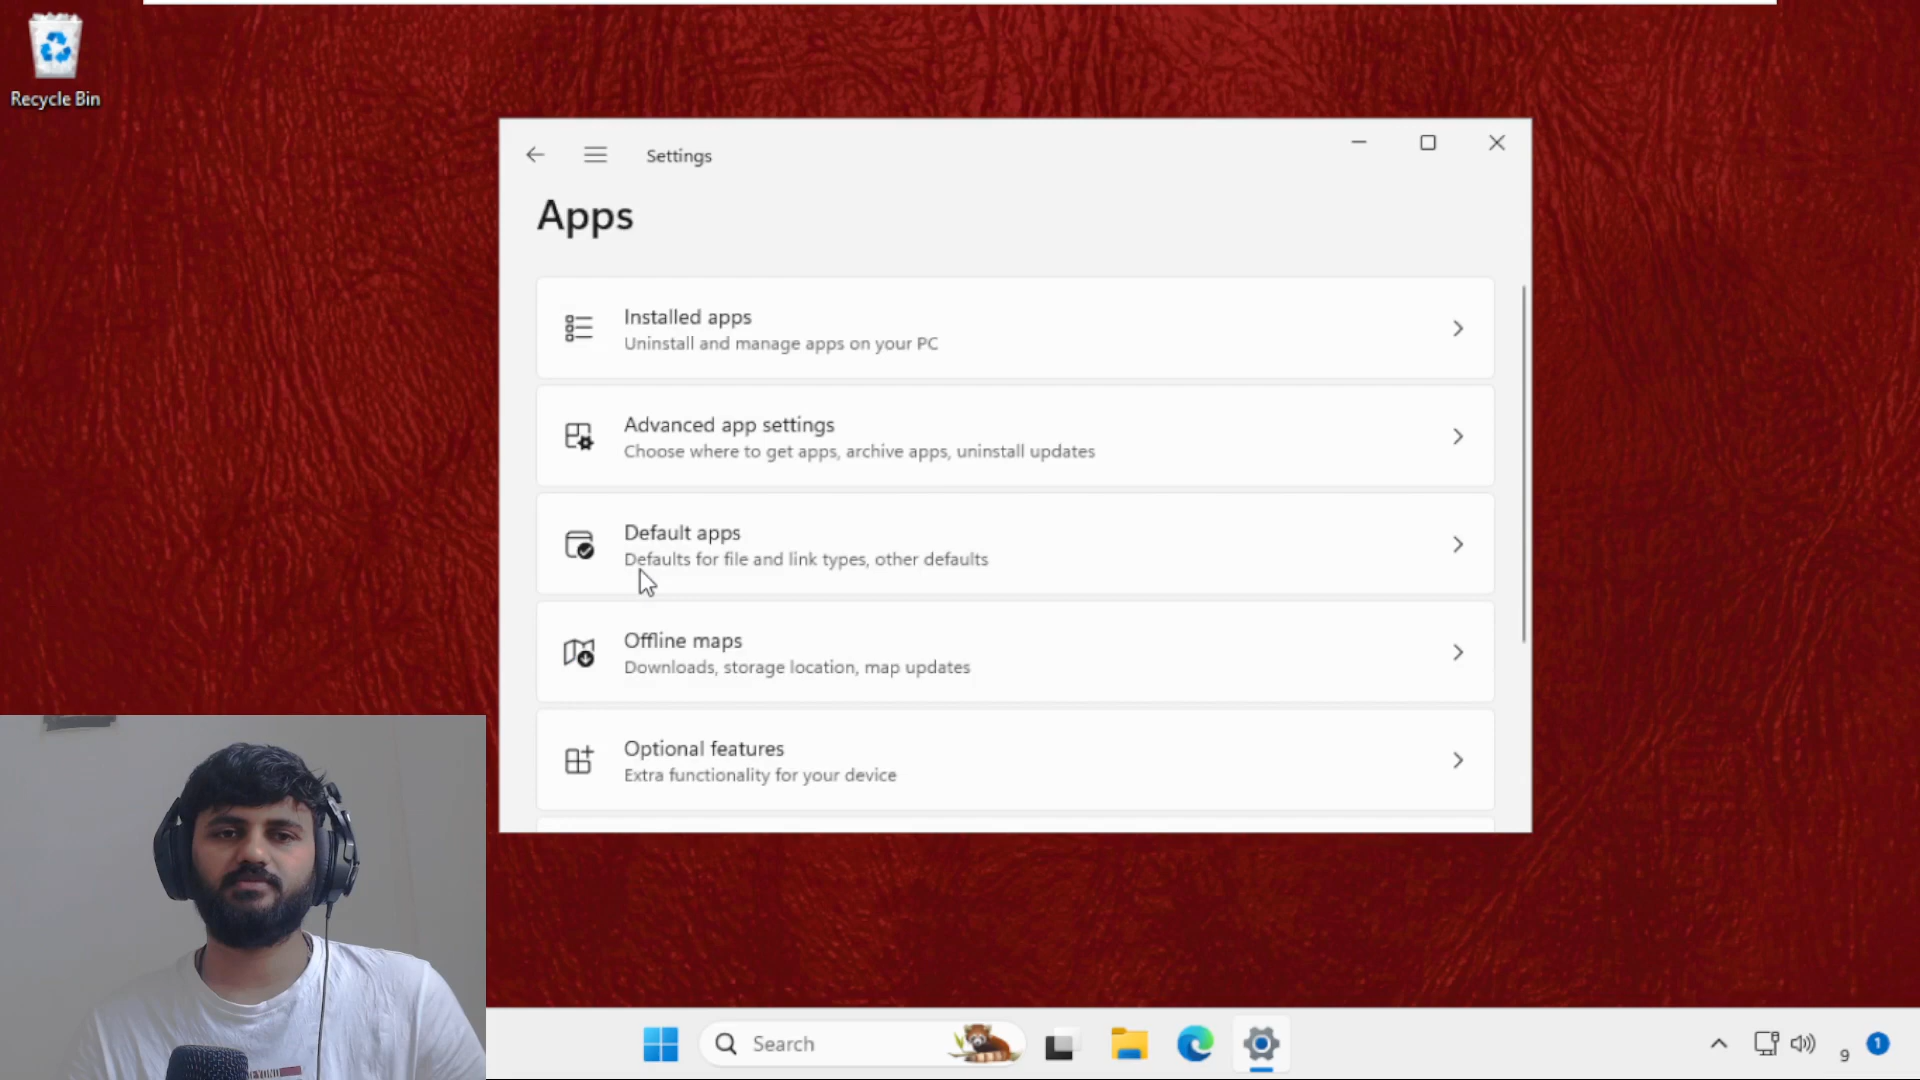 Recycle Bin
Settings
Apps
Installed apps
Uninstall and manage apps on your PC
Advanced app settings
Choose where to get apps, archive apps, uninstall updates
Default apps
Defaults for file and link types, other defaults
Offline maps
Downloads, storage location, map updates
Optional features
Extra functionality for your device
Search
9
1